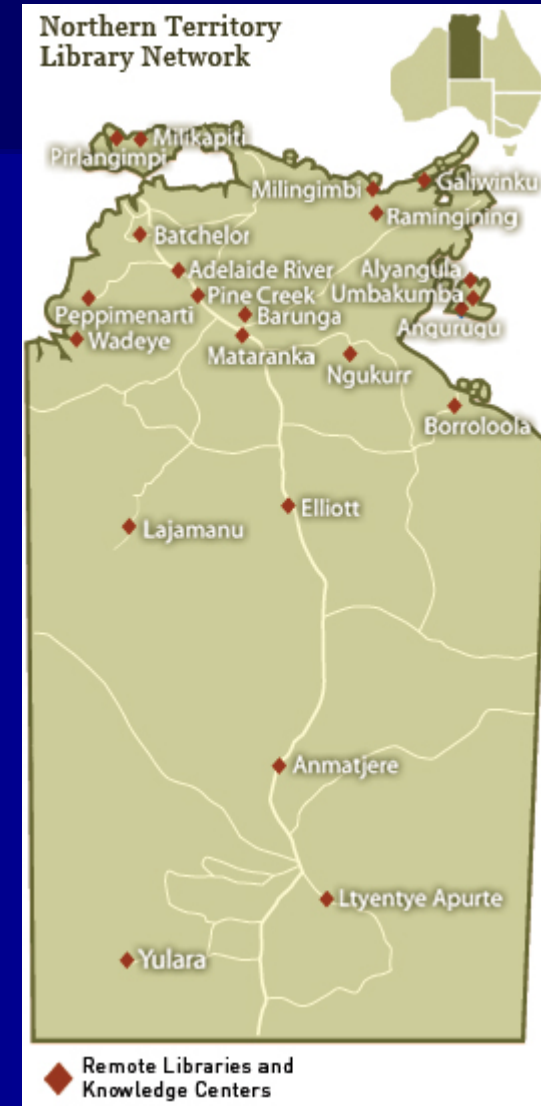 Northern Territory
Library Network
Milikapiti
Pirlangimpi
Milingimbi
Galiwinku
Ramingining
Batchelor
Adelaide River
Alyangula
Pine Creek
Umbakumba
Peppimenarti
Barunga
Angurugu
Wadeye
Mataranka
Ngukurr
Borroloola
Elliott
Lajamanu
Anmatjere
Ltyentye Apurte
Yulara
Remote Libraries and
Knowledge Centers